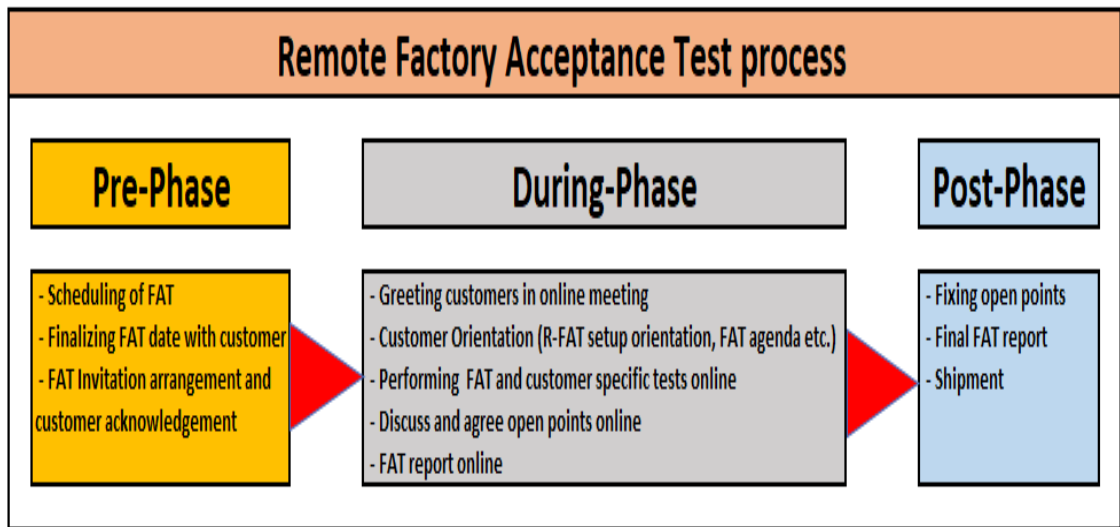 Remote Factory Acceptance Test process
Pre-Phase
- Scheduling of FAT
- Finalizing FAT date with customer
- FAT Invitation arrangement and
customer acknowledgement
During-Phase
- Greeting customers in online meeting
- Customer Orientation (R-FAT setup orientation, FAT agenda etc.)
- Performing FAT and customer specific tests online
- Discuss and agree open points online
- FAT report online
Post-Phase
- Fixing open points
- Final FAT report
- Shipment